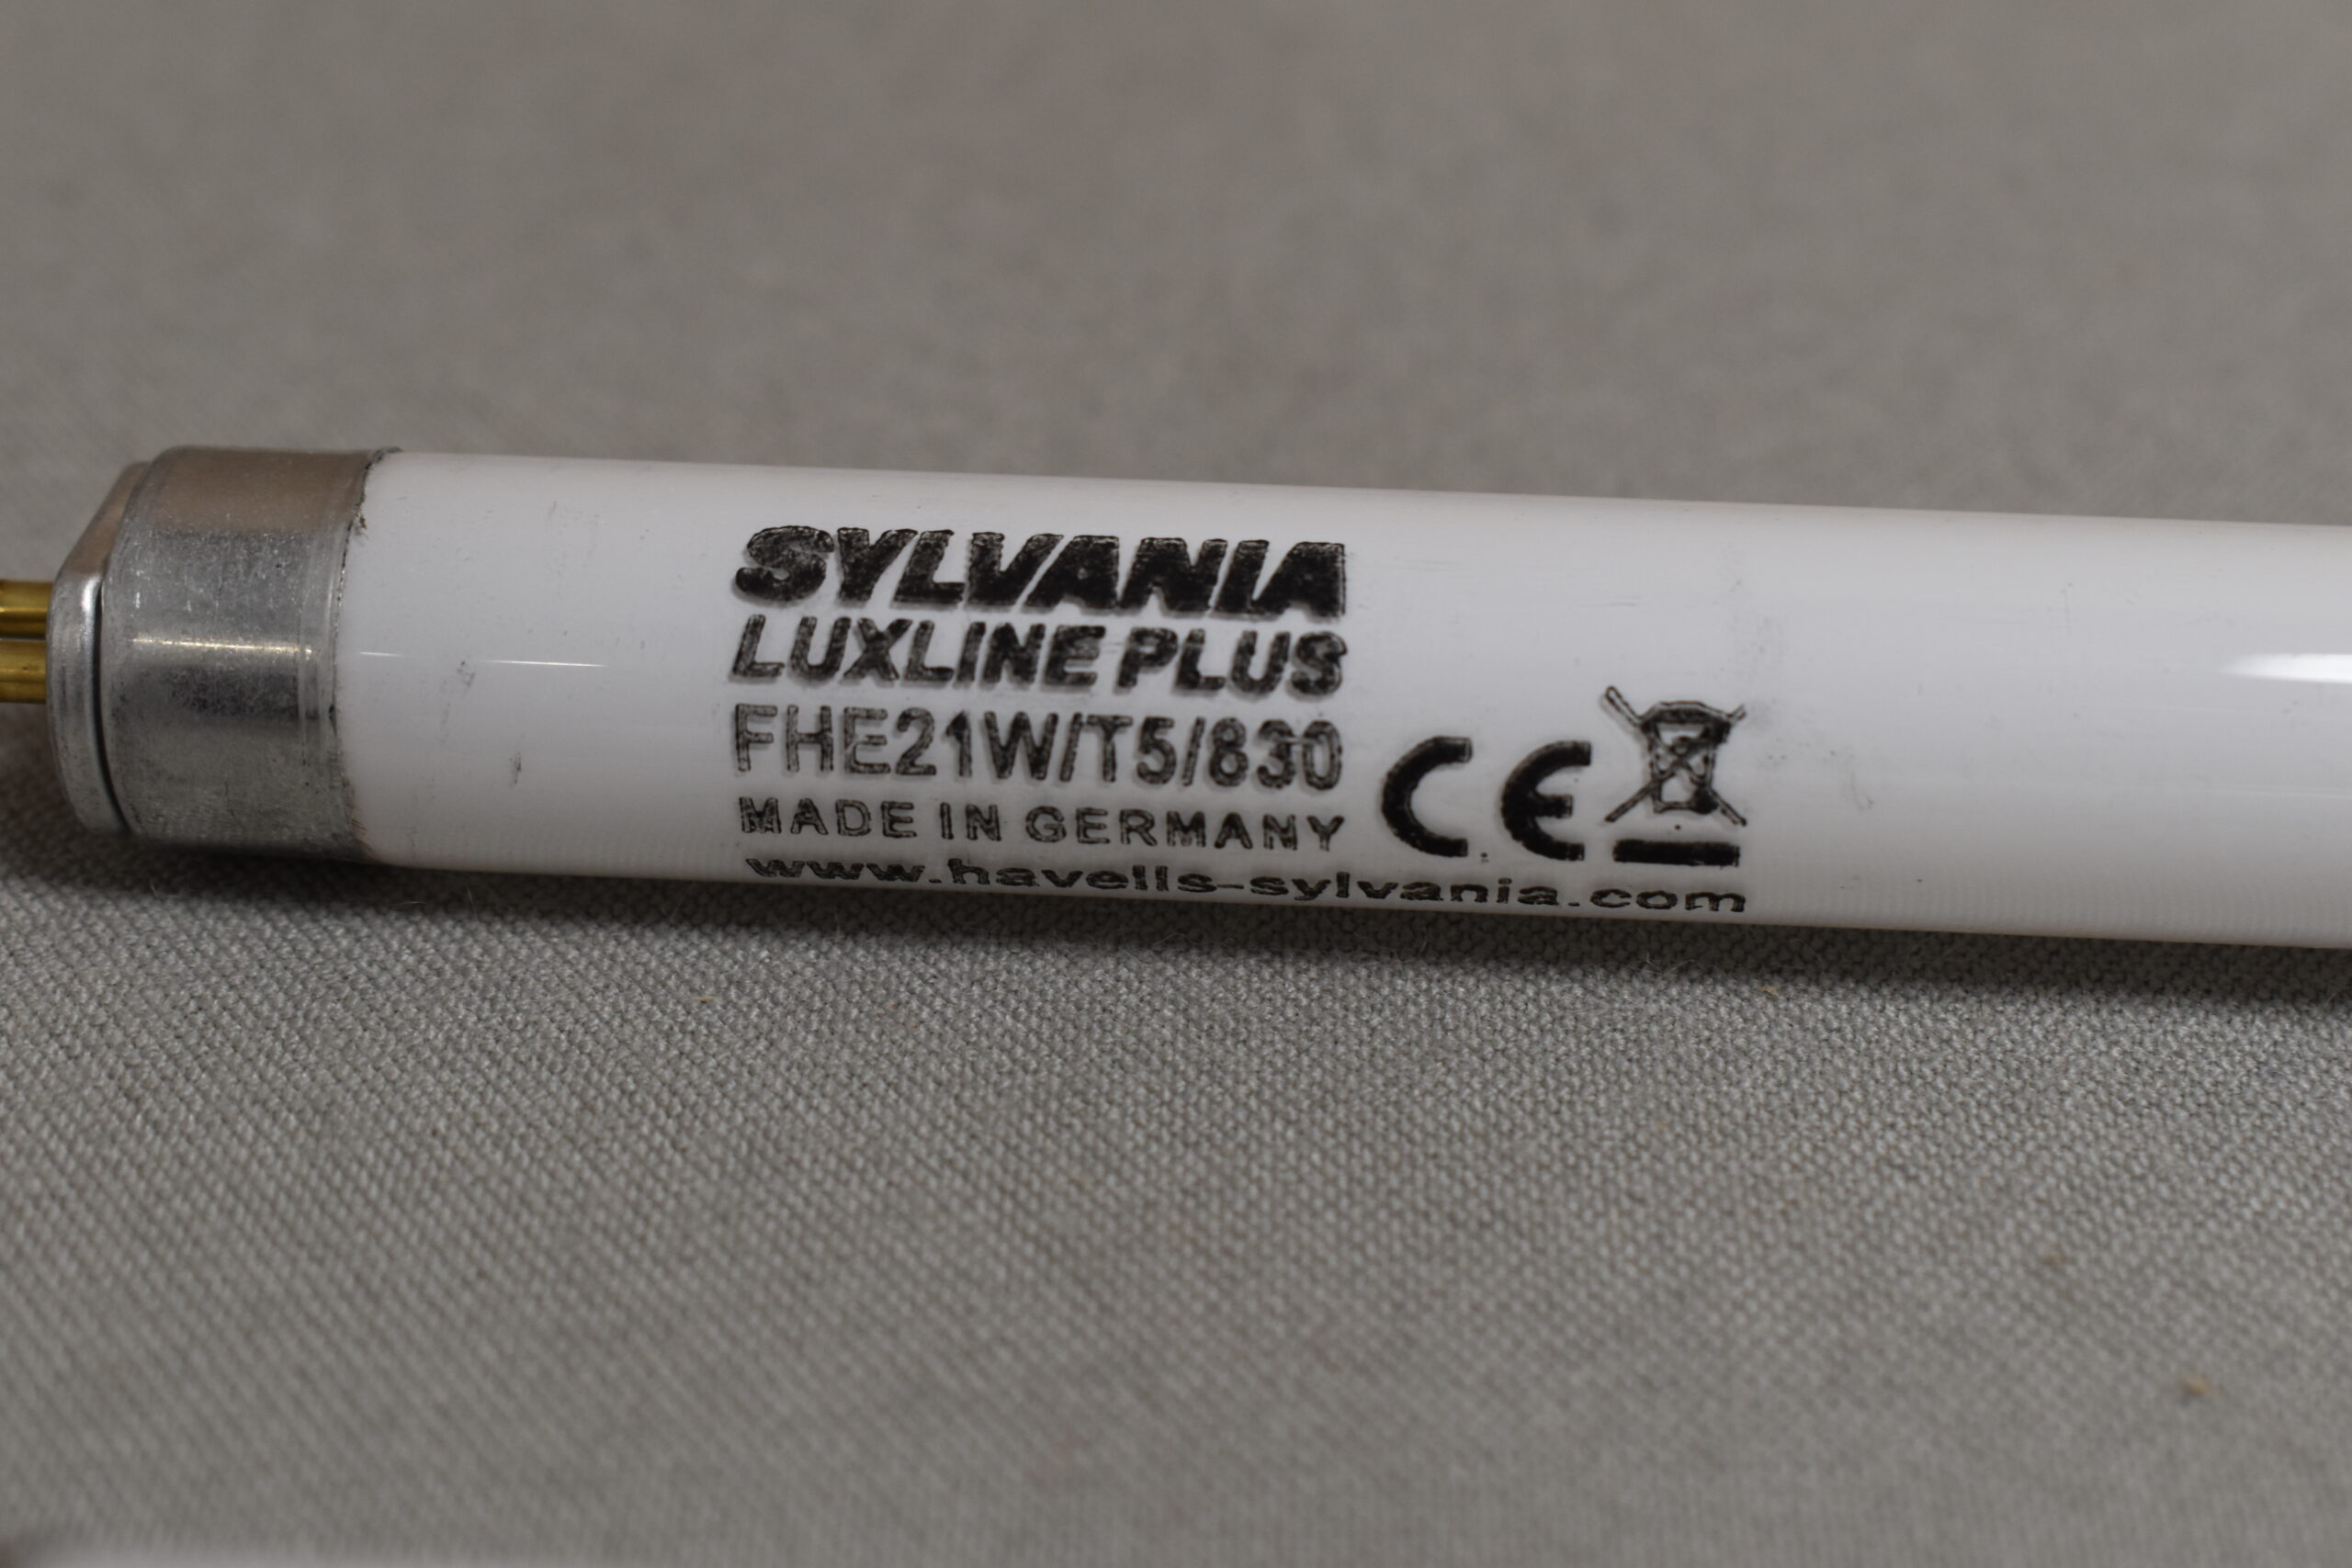 SYLVANIA
LUXLINE PLUS
FHE21W/T5/830
MADE IN GERMANY
CE
www.havells-sylvania.com